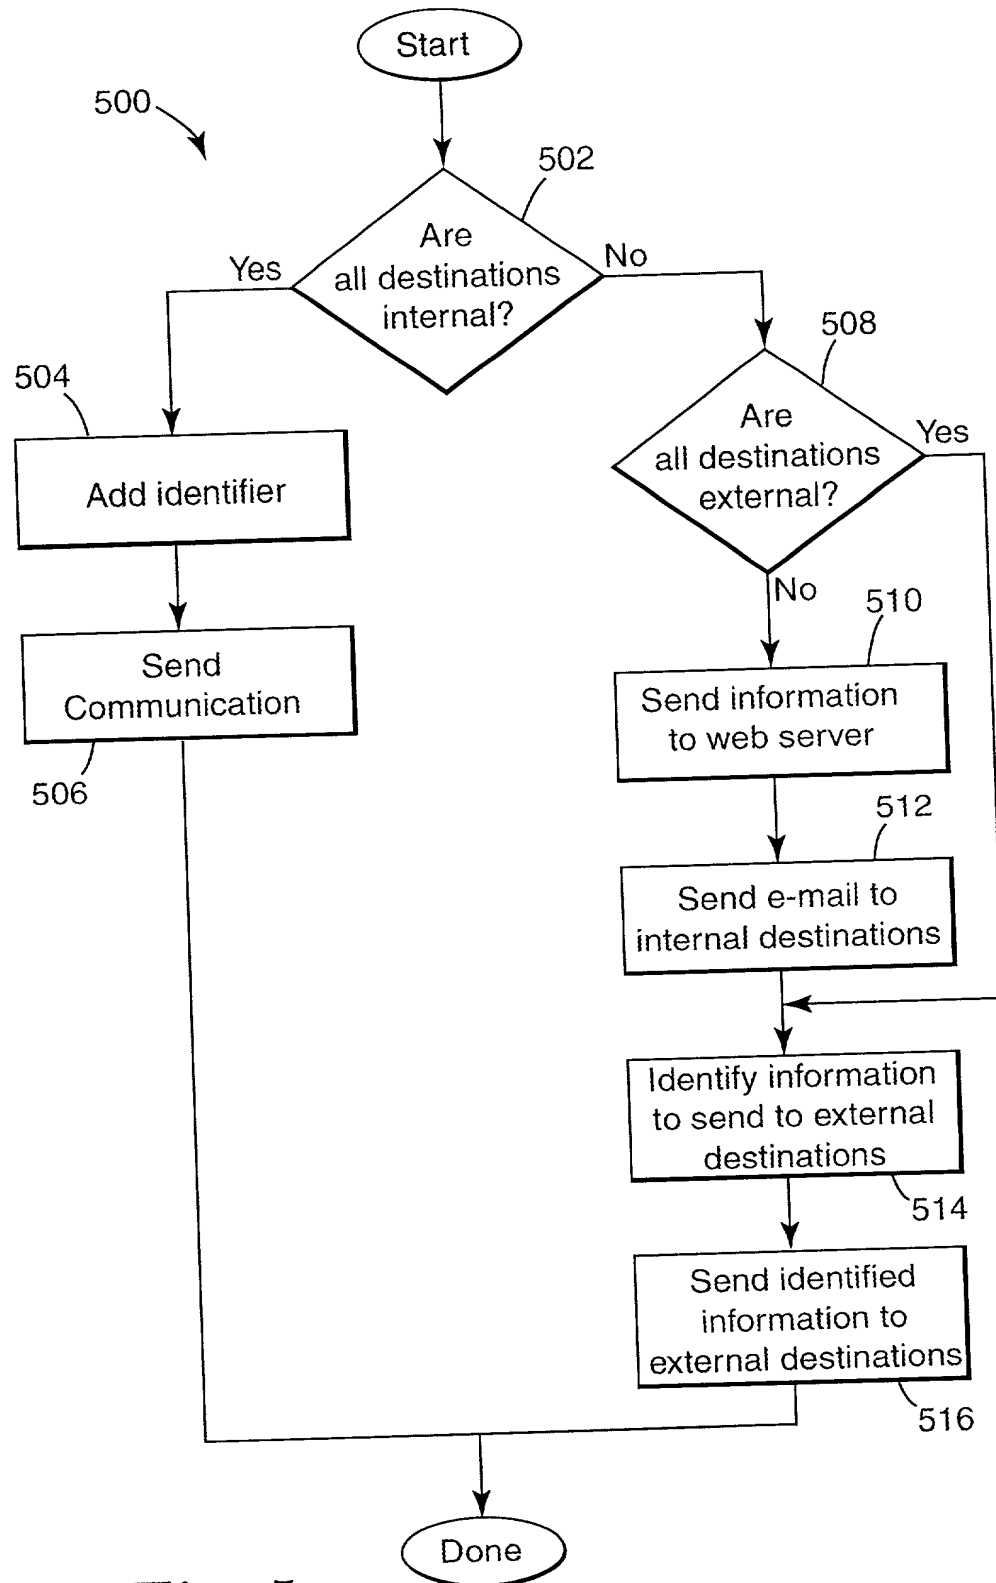 Start
500
502
Are
all destinations
internal?
Yes
No
504
508
Add identifier
Are
all destinations
external?
Yes
No
Send
Communication
506
510
Send information
to web server
512
Send e-mail to
internal destinations
Identify information
to send to external
destinations
514
Send identified
information to
external destinations
516
Done